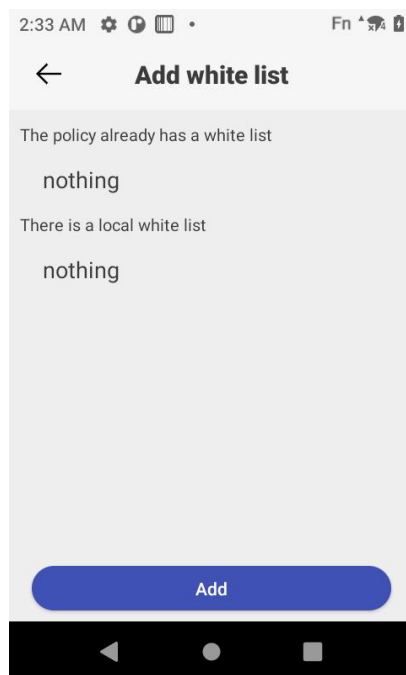 2:33 AM Fn
Add white list
The policy already has a white list
nothing
There is a local white list
nothing
Add